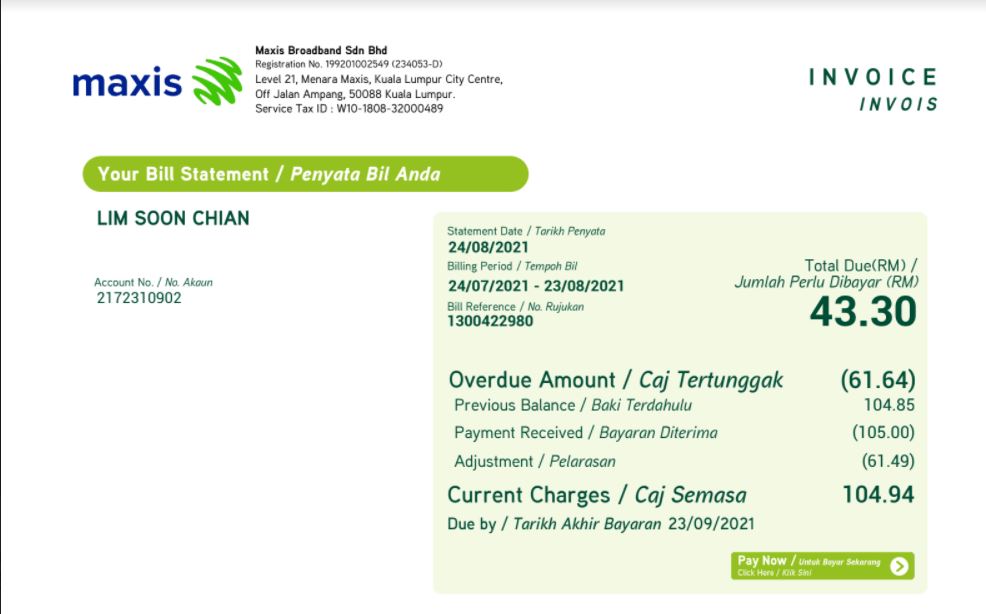 maxis
Maxis Broadband Sdn Bhd
Registration No. 199201002549 (234053-D)
Level 21, Menara Maxis, Kuala Lumpur City Centre,
Off Jalan Ampang, 50088 Kuala Lumpur.
Service Tax ID : W10-1808-32000489
INVOICE
INVOIS
Your Bill Statement / Penyata Bil Anda
LIM SOON CHIAN
Account No. / No. Akaun
2172310902
Statement Date / Tarikh Penyata
24/08/2021
Billing Period / Tempoh Bil
24/07/2021 - 23/08/2021
Bill Reference / No. Rujukan
1300422980
Total Due(RM) /
Jumlah Perlu Dibayar (RM)
43.30
Overdue Amount / Caj Tertunggak (61.64)
Previous Balance / Baki Terdahulu 104.85
Payment Received / Bayaran Diterima (105.00)
Adjustment / Pelarasan (61.49)
Current Charges / Caj Semasa 104.94
Due by / Tarikh Akhir Bayaran 23/09/2021
Pay Now / Untuk Bayar Sekarang
Click Here / Klik Sini